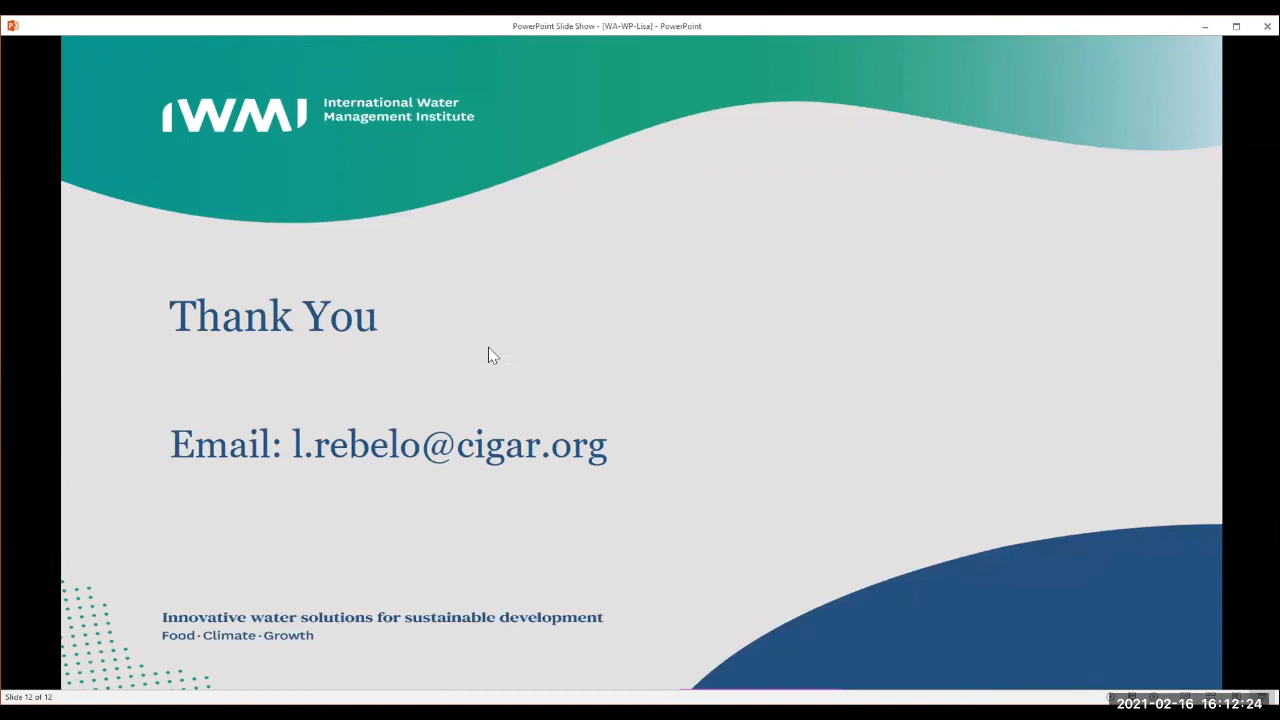 PowerPoint Slide Show - [WA-WP-Lisa] - PowerPoint
IWMI
International Water
Management Institute
Thank You
Email: l.rebelo@cigar.org
Innovative water solutions for sustainable development
Food · Climate · Growth
Slide 12 of 12
2021-02-16 16:12:24